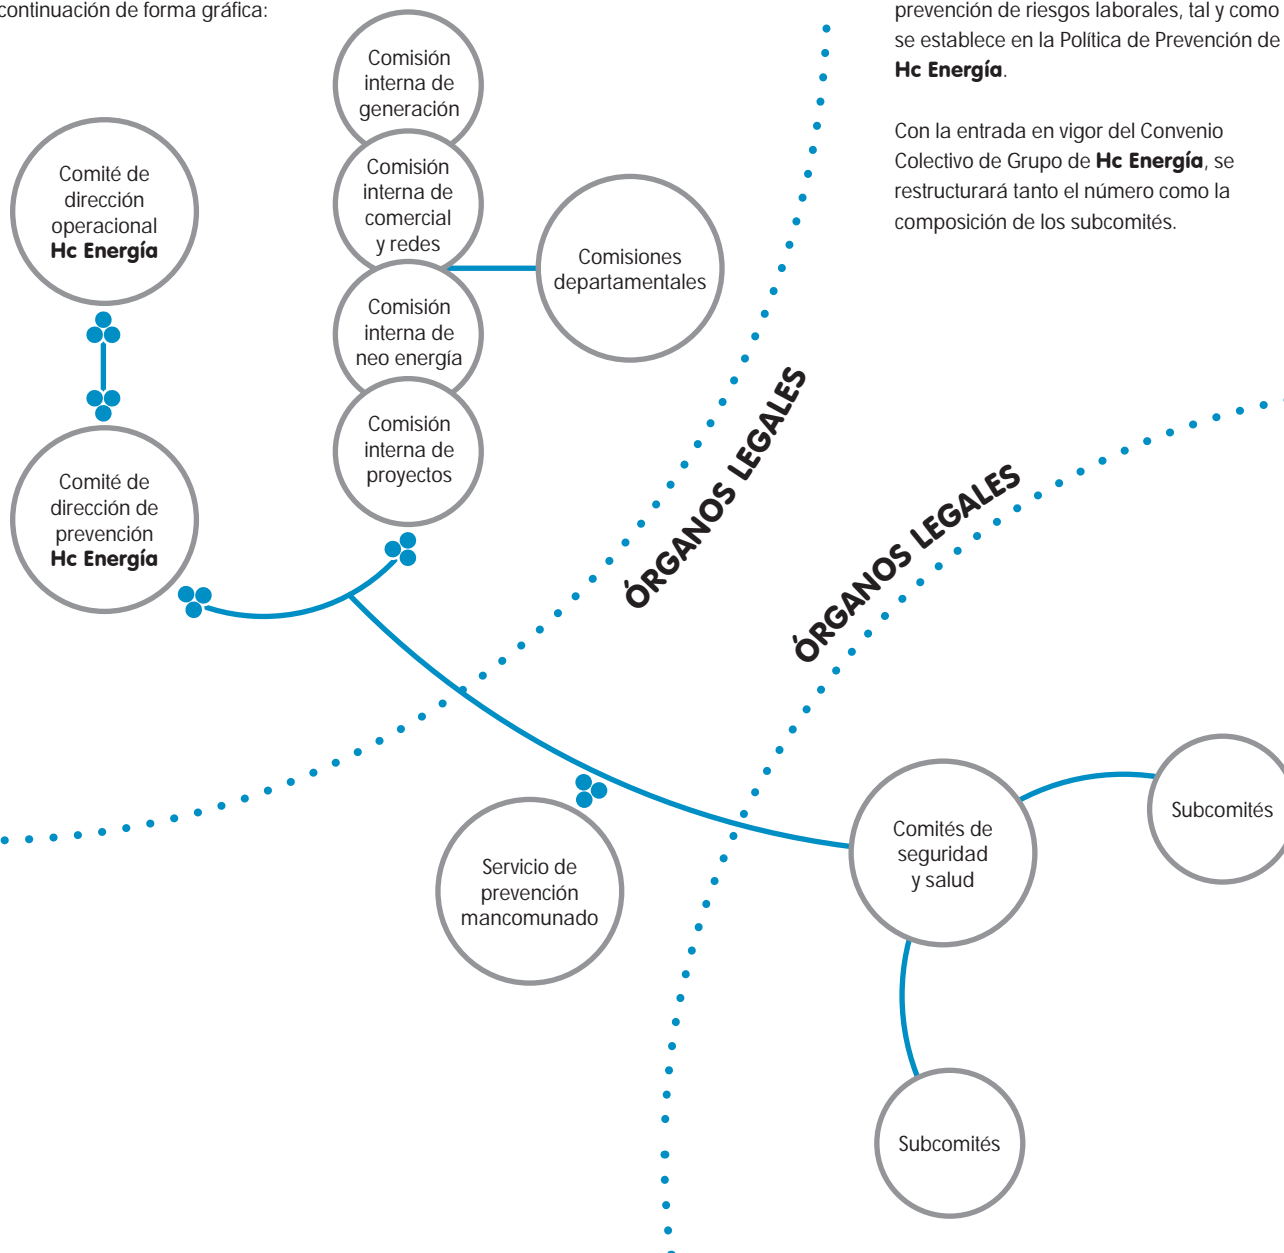 continuación de forma gráfica:
Comité de
dirección
operacional
Hc Energía
Comité de
dirección de
prevención
Hc Energía
Comisión
interna de
generación
Comisión
interna de
comercial
y redes
Comisión
interna de
neo energía
Comisión
interna de
proyectos
Comisiones
departamentales
ÓRGANOS LEGALES
ÓRGANOS LEGALES
Servicio de
prevención
mancomunado
Comités de
seguridad
y salud
Subcomités
Subcomités
prevención de riesgos laborales, tal y como
se establece en la Política de Prevención de
Hc Energía.
Con la entrada en vigor del Convenio
Colectivo de Grupo de Hc Energía, se
restructurará tanto el número como la
composición de los subcomités.